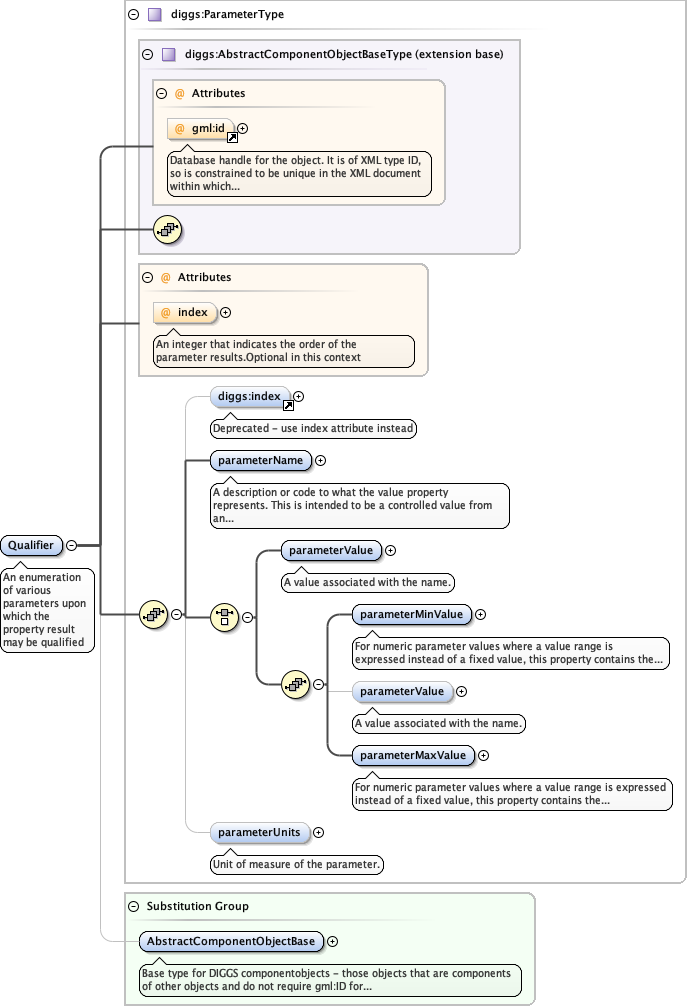 diggs:ParameterType
diggs:AbstractComponentObjectBaseType (extension base)
@ Attributes
@ gml:id
Database handle for the object. It is of XML type ID,
so is constrained to be unique in the XML document
within which...
@ Attributes
@ index
An integer that indicates the order of the
parameter results.Optional in this context
diggs:index
Deprecated - use index attribute instead
parameterName
A description or code to what the value property
represents. This is intended to be a controlled value from
an...
Qualifier
An enumeration
of various
parameters upon
which the
property result
may be qualified
parameterValue
A value associated with the name.
parameterMinValue
For numeric parameter values where a value range is
expressed instead of a fixed value, this property contains the...
parameterValue
A value associated with the name.
parameterMaxValue
For numeric parameter values where a value range is expressed
instead of a fixed value, this property contains the...
parameterUnits
Unit of measure of the parameter.
Substitution Group
AbstractComponentObjectBase
Base type for DIGGS componentobjects - those objects that are components
of other objects and do not require gml:ID for...